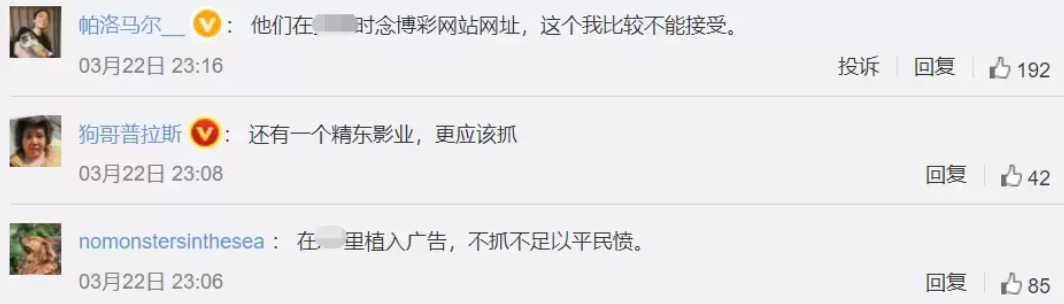 帕洛马尔__ ： 他们在 时念博彩网站网址，这个我比较不能接受。
03月22日 23:16 投诉 回复 192
狗哥普拉斯 ： 还有一个精东影业，更应该抓
03月22日 23:08 回复 42
nomonstersinthesea ： 在 里植入广告，不抓不足以平民愤。
03月22日 23:06 回复 85